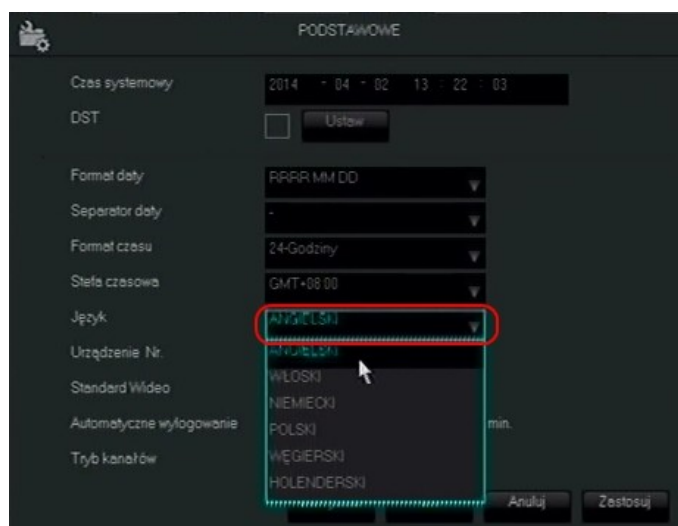 PODSTAWOWE
Czas systemowy 2014 - 04 - 02 13 : 22 : 03
DST Ustaw
Format daty RRRR MM DD
Separator daty -
Format czasu 24-Godziny
Stefa czasowa GMT+08:00
Język ANGIELSKI
Urządzenie Nr. ANGIELSKI
WŁOSKI
Standard Wideo
NIEMIECKI
Automatyczne wylogowanie POLSKI min.
Tryb kanałów WĘGIERSKI
HOLENDERSKI
Anuluj Zastosuj